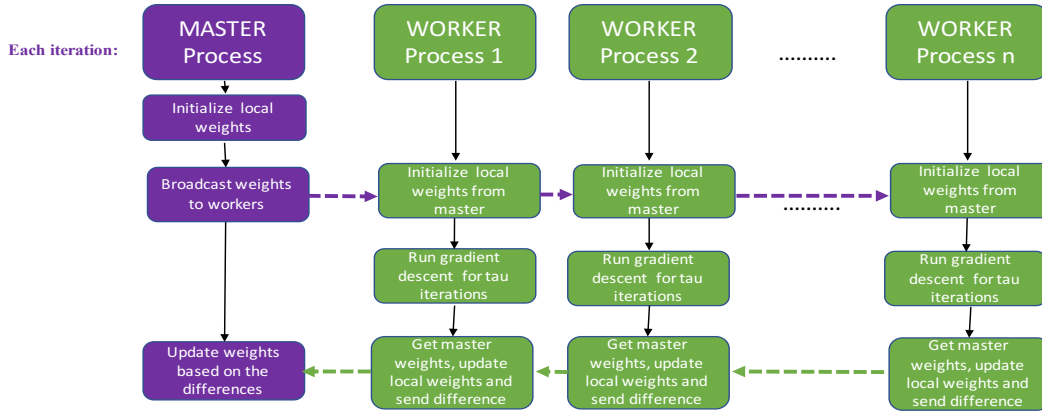 Each iteration:
MASTER
Process
WORKER
Process 1
WORKER
Process 2
..........
WORKER
Process n
Initialize local
weights
Broadcast weights
to workers
Initialize local
weights from
master
Initialize local
weights from
master
..........
Initialize local
weights from
master
Run gradient
descent for tau
iterations
Run gradient
descent for tau
iterations
Run gradient
descent for tau
iterations
Update weights
based on the
differences
Get master
weights, update
local weights and
send difference
Get master
weights, update
local weights and
send difference
Get master
weights, update
local weights and
send difference